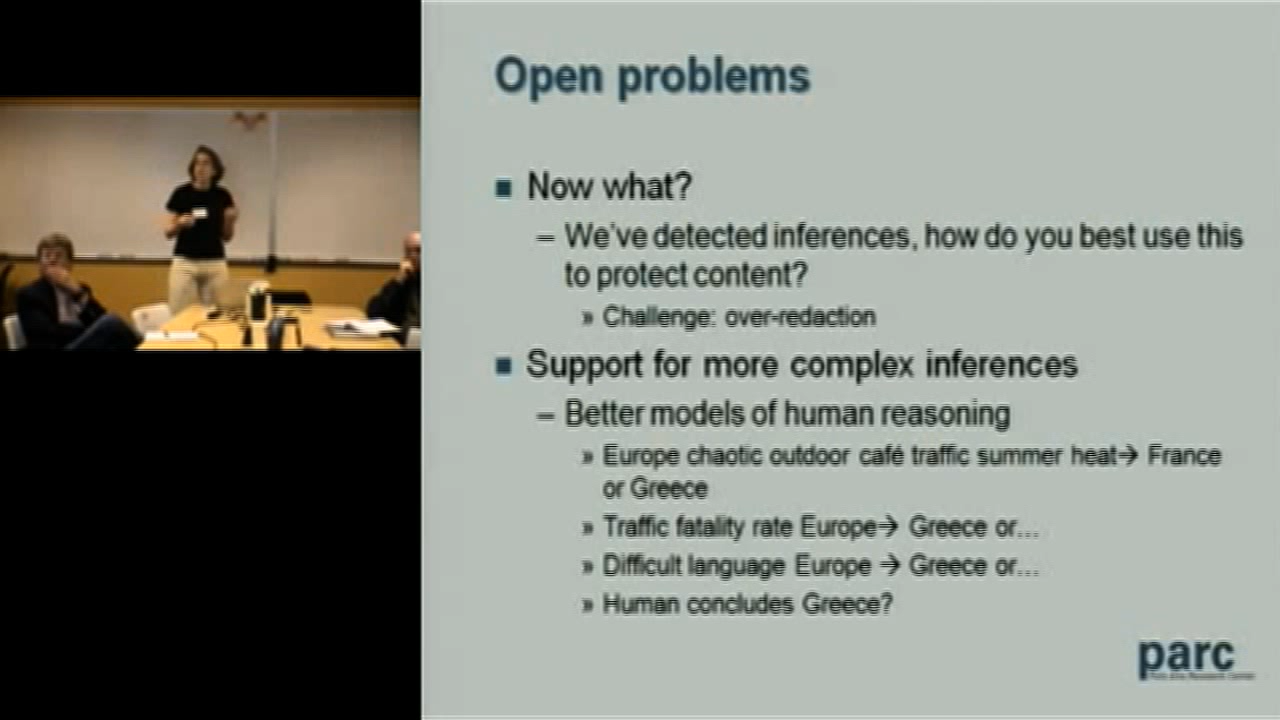 Open problems
■ Now what?
– We've detected inferences, how do you best use this
to protect content?
» Challenge: over-redaction
■ Support for more complex inferences
– Better models of human reasoning
» Europe chaotic outdoor café traffic summer heat→ France
or Greece
» Traffic fatality rate Europe→ Greece or...
» Difficult language Europe → Greece or...
» Human concludes Greece?
parc